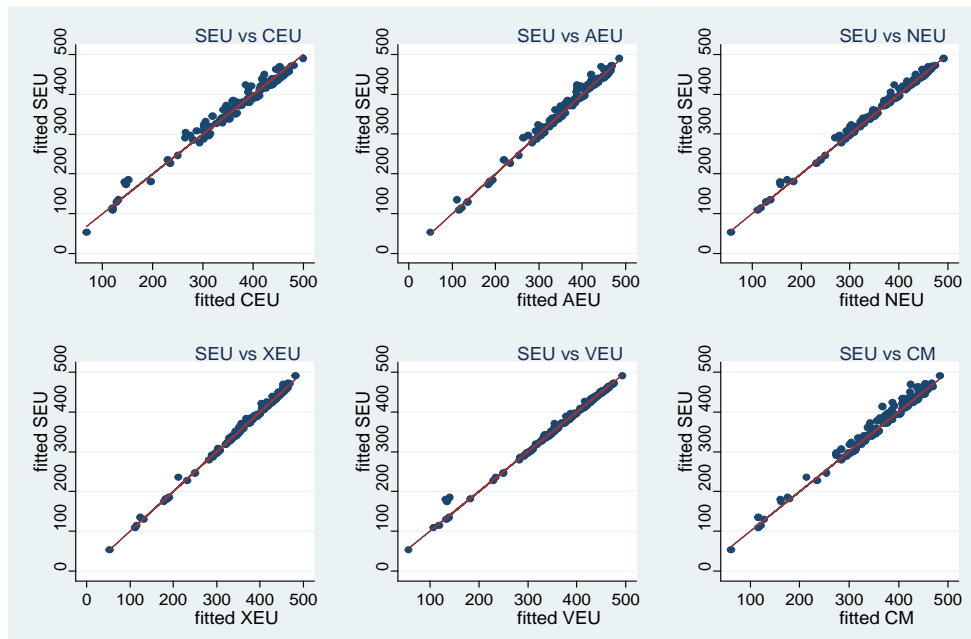 SEU vs CEU
fitted SEU
0 100 200 300 400 500
100 200 300 400 500
fitted CEU
SEU vs AEU
fitted SEU
0 100 200 300 400 500
0 100 200 300 400 500
fitted AEU
SEU vs NEU
fitted SEU
0 100 200 300 400 500
100 200 300 400 500
fitted NEU
SEU vs XEU
fitted SEU
0 100 200 300 400 500
0 100 200 300 400 500
fitted XEU
SEU vs VEU
fitted SEU
0 100 200 300 400 500
100 200 300 400 500
fitted VEU
SEU vs CM
fitted SEU
0 100 200 300 400 500
100 200 300 400 500
fitted CM